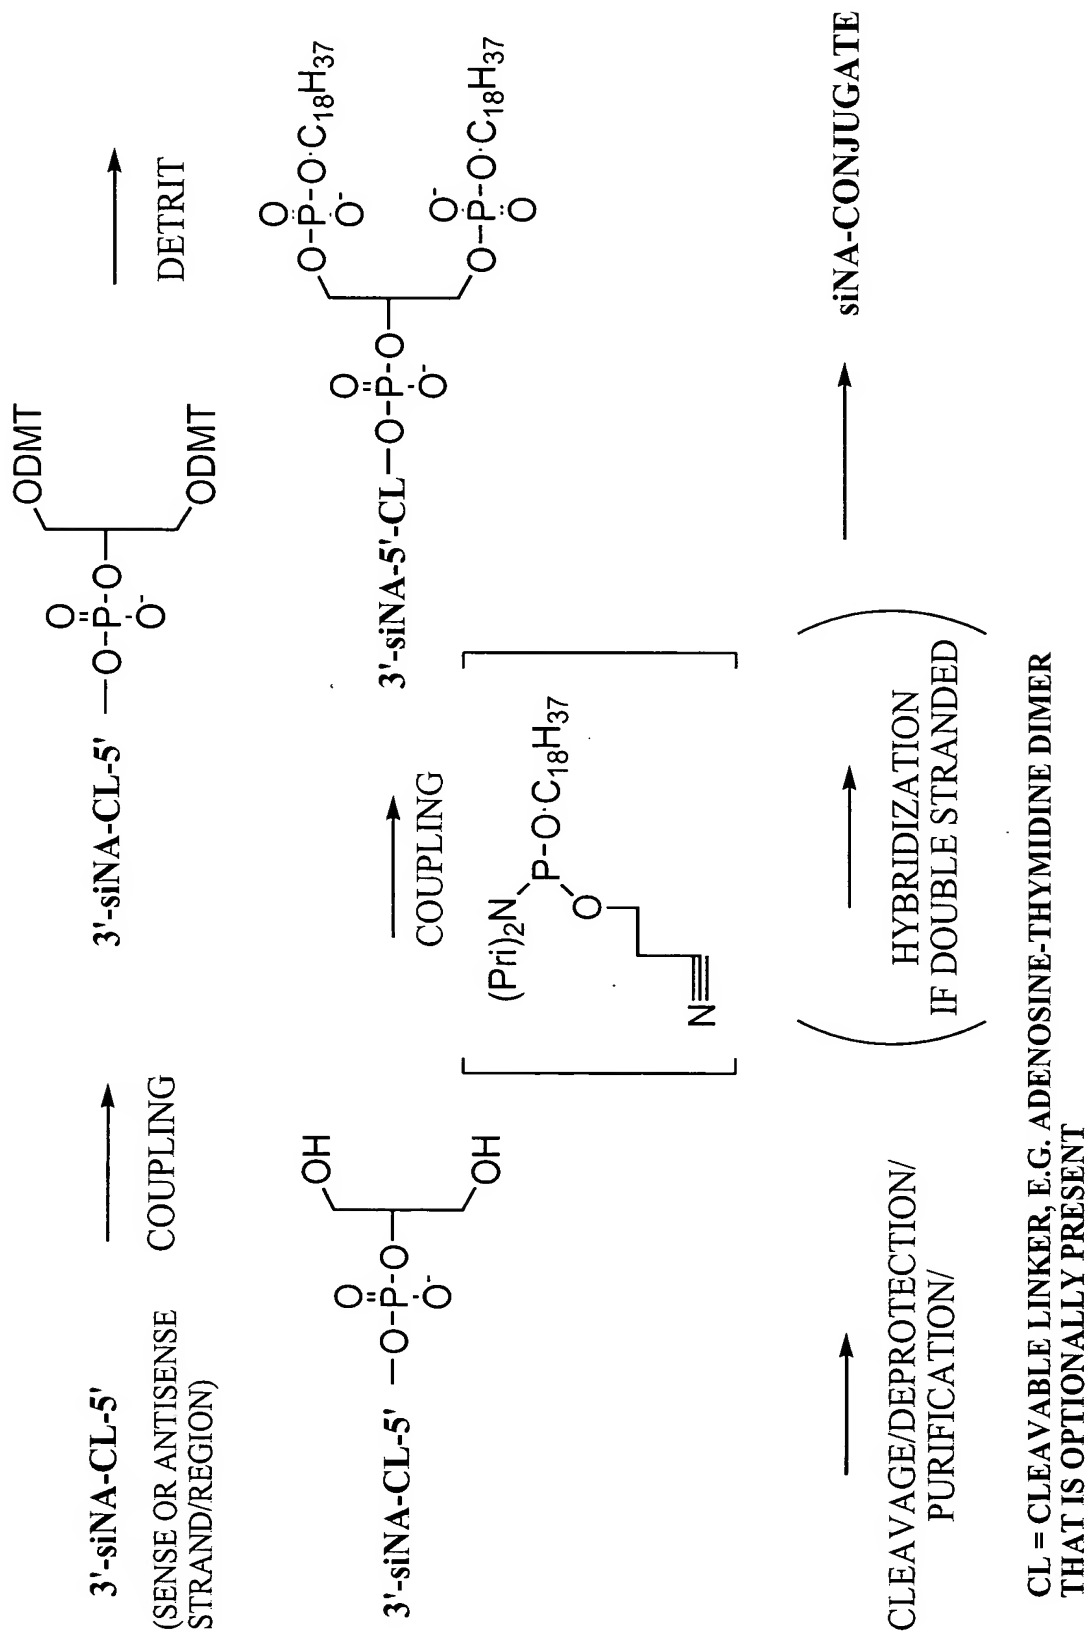 3'-siNA-CL-5'
(SENSE OR ANTISENSE
STRAND/REGION)
COUPLING
3'-siNA-CL-5'
O
O=P-O
O-
ODMT
ODMT
DETRIT
3'-siNA-CL-5'
O
O-P-O
O-
OH
OH
COUPLING
(Pri)2N
P-O·C18H37
O
N
3'-siNA-5'-CL
O
O-P-O
O-
O
O-P-O·C18H37
O-
O-
O-P-O·C18H37
O
CLEAVAGE/DEPROTECTION/
PURIFICATION/
HYBRIDIZATION
IF DOUBLE STRANDED
siNA-CONJUGATE
CL = CLEAVABLE LINKER, E.G. ADENOSINE-THYMIDINE DIMER
THAT IS OPTIONALLY PRESENT